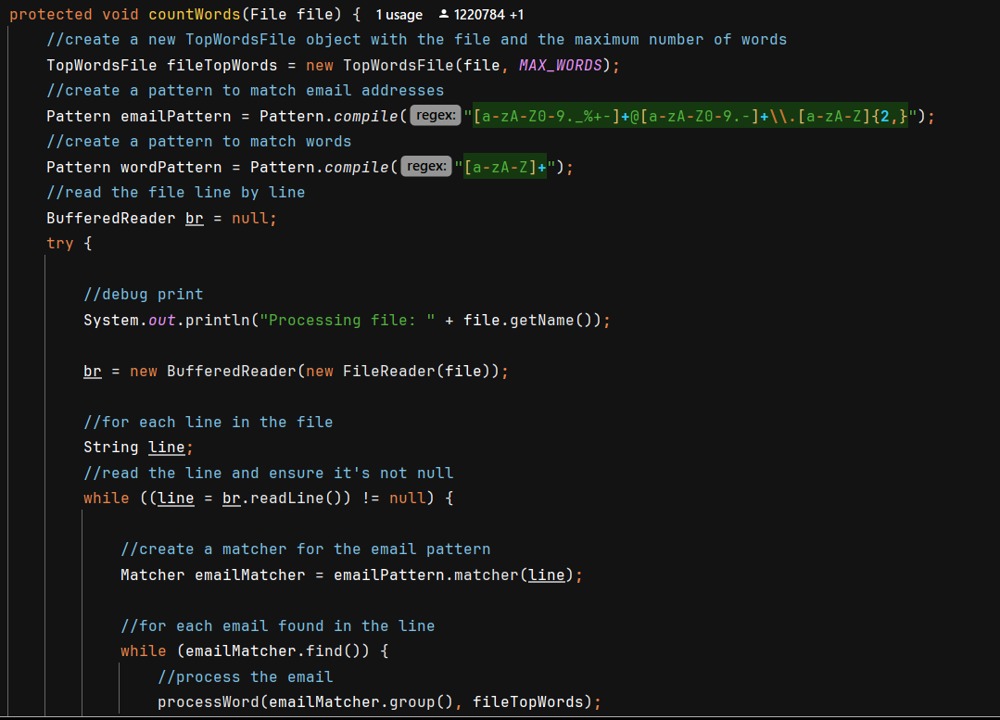 protected void countWords(File file) { 1 usage 1220784 +1
//create a new TopWordsFile object with the file and the maximum number of words
TopWordsFile fileTopWords = new TopWordsFile(file, MAX_WORDS);
//create a pattern to match email addresses
Pattern emailPattern = Pattern.compile( regex: "[a-zA-Z0-9._%+-]+@[a-zA-Z0-9.-]+\\.[a-zA-Z]{2,}");
//create a pattern to match words
Pattern wordPattern = Pattern.compile( regex: "[a-zA-Z]+");
//read the file line by line
BufferedReader br = null;
try {
//debug print
System.out.println("Processing file: " + file.getName());
br = new BufferedReader(new FileReader(file));
//for each line in the file
String line;
//read the line and ensure it's not null
while ((line = br.readLine()) != null) {
//create a matcher for the email pattern
Matcher emailMatcher = emailPattern.matcher(line);
//for each email found in the line
while (emailMatcher.find()) {
//process the email
processWord(emailMatcher.group(), fileTopWords);